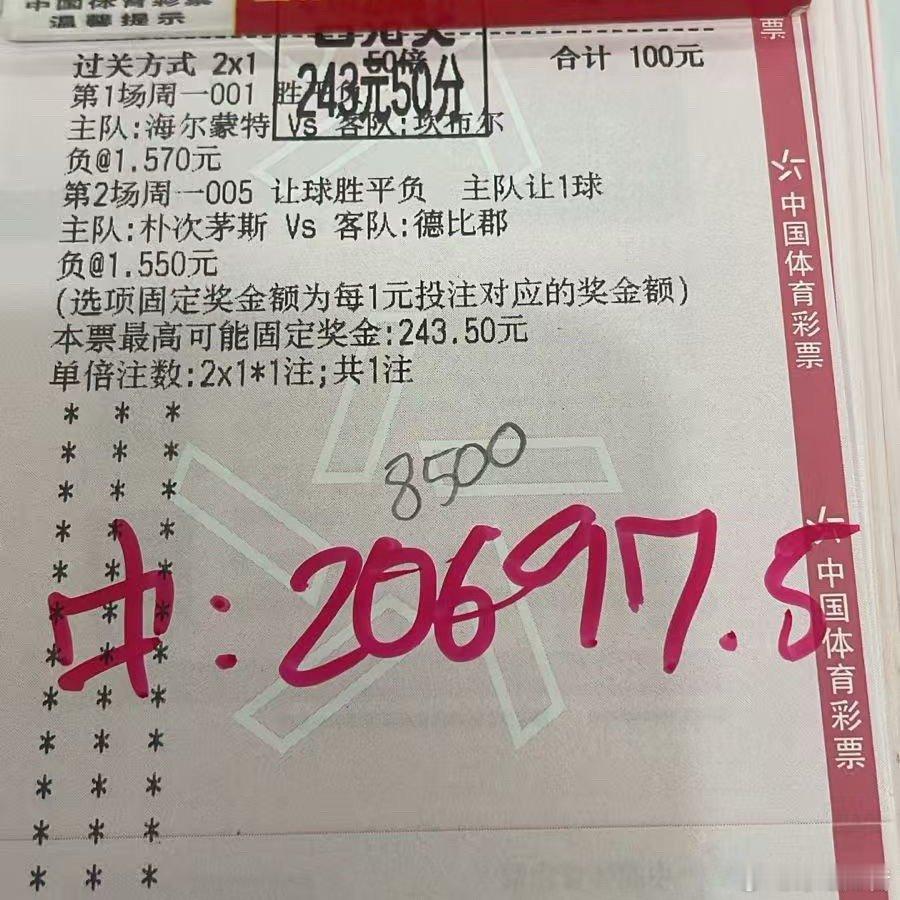 中国体育彩票
温馨提示
票
过关方式 2x1 50倍 合计 100元
243元50分
第1场周一001 胜平负
主队:海尔蒙特 Vs 客队:坎布尔
负@1.570元
第2场周一005 让球胜平负 主队让1球
主队:朴次茅斯 Vs 客队:德比郡
负@1.550元
(选项固定奖金额为每1元投注对应的奖金额)
本票最高可能固定奖金:243.50元
单倍注数:2x1*1注;共1注
* * *
* * *
* * *
* * *
* * *
* * *
* * *
* * *
* * *
* * *
* * *
* * *
8500
中:20697.5
中国体育彩票
中国体育彩票